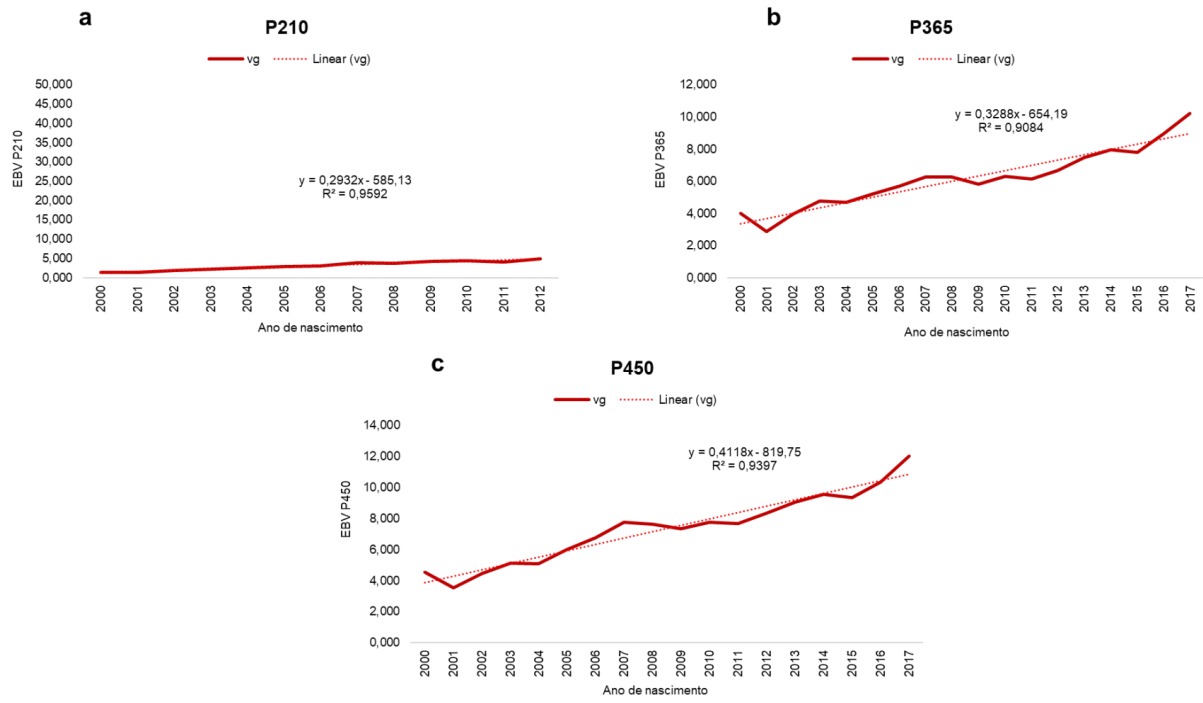 a
P210
vg
Linear (vg)
50,000
45,000
40,000
35,000
30,000
25,000
20,000
15,000
10,000
5,000
0,000
EBV P210
y = 0,2932x - 585,13
R² = 0,9592
2000 2001 2002 2003 2004 2005 2006 2007 2008 2009 2010 2011 2012
Ano de nascimento
b
P365
vg
Linear (vg)
12,000
10,000
8,000
6,000
4,000
2,000
0,000
EBV P365
y = 0,3288x - 654,19
R² = 0,9084
2000 2001 2002 2003 2004 2005 2006 2007 2008 2009 2010 2011 2012 2013 2014 2015 2016 2017
Ano de nascimento
c
P450
vg
Linear (vg)
14,000
12,000
10,000
8,000
6,000
4,000
2,000
0,000
EBV P450
y = 0,4118x - 819,75
R² = 0,9397
2000 2001 2002 2003 2004 2005 2006 2007 2008 2009 2010 2011 2012 2013 2014 2015 2016 2017
Ano de nascimento